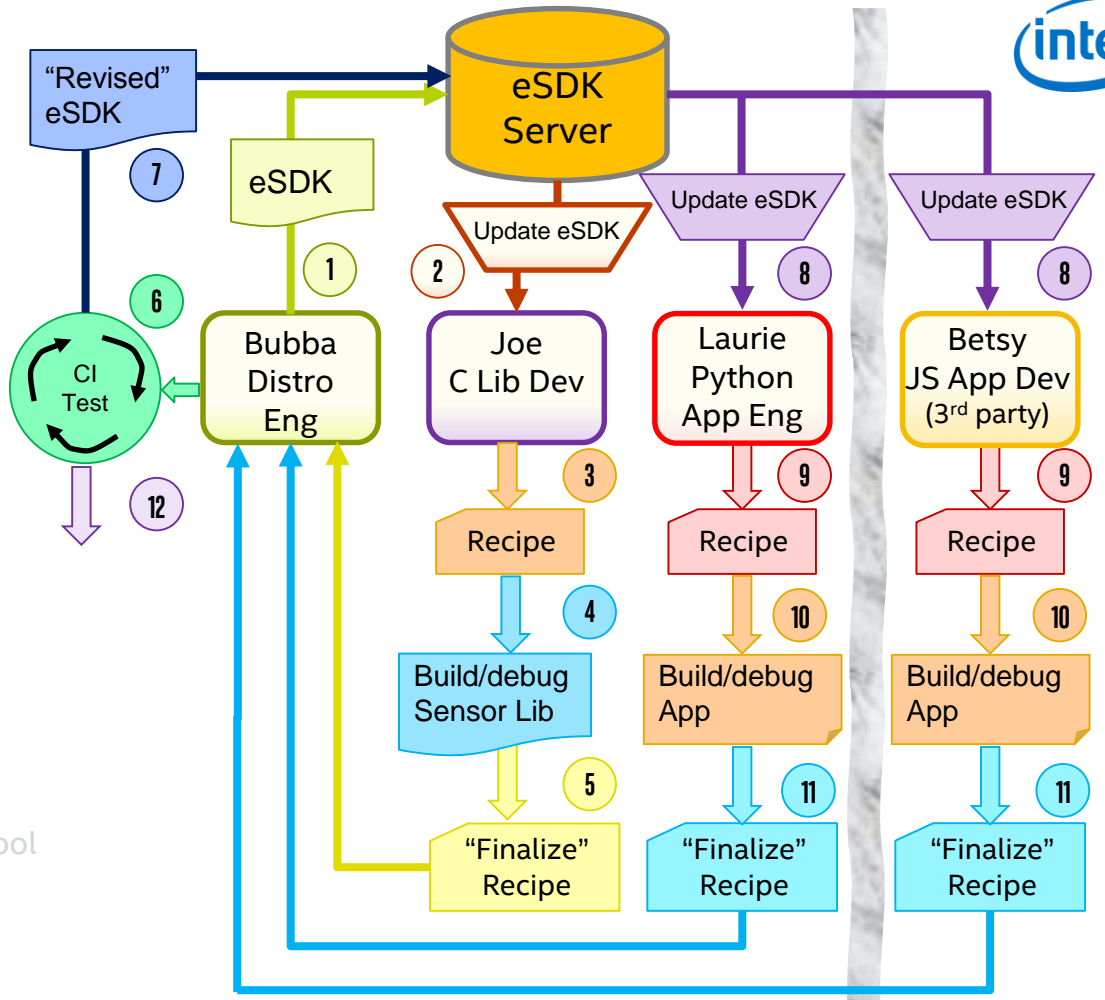 “Revised”
eSDK
7
eSDK
1
eSDK
Server
Update eSDK
2
Update eSDK
8
Update eSDK
8
6
CI
Test
12
Bubba
Distro
Eng
Joe
C Lib Dev
Laurie
Python
App Eng
Betsy
JS App Dev
(3rd party)
3
Recipe
9
Recipe
9
Recipe
4
Build/debug
Sensor Lib
10
Build/debug
App
10
Build/debug
App
5
“Finalize”
Recipe
11
“Finalize”
Recipe
11
“Finalize”
Recipe